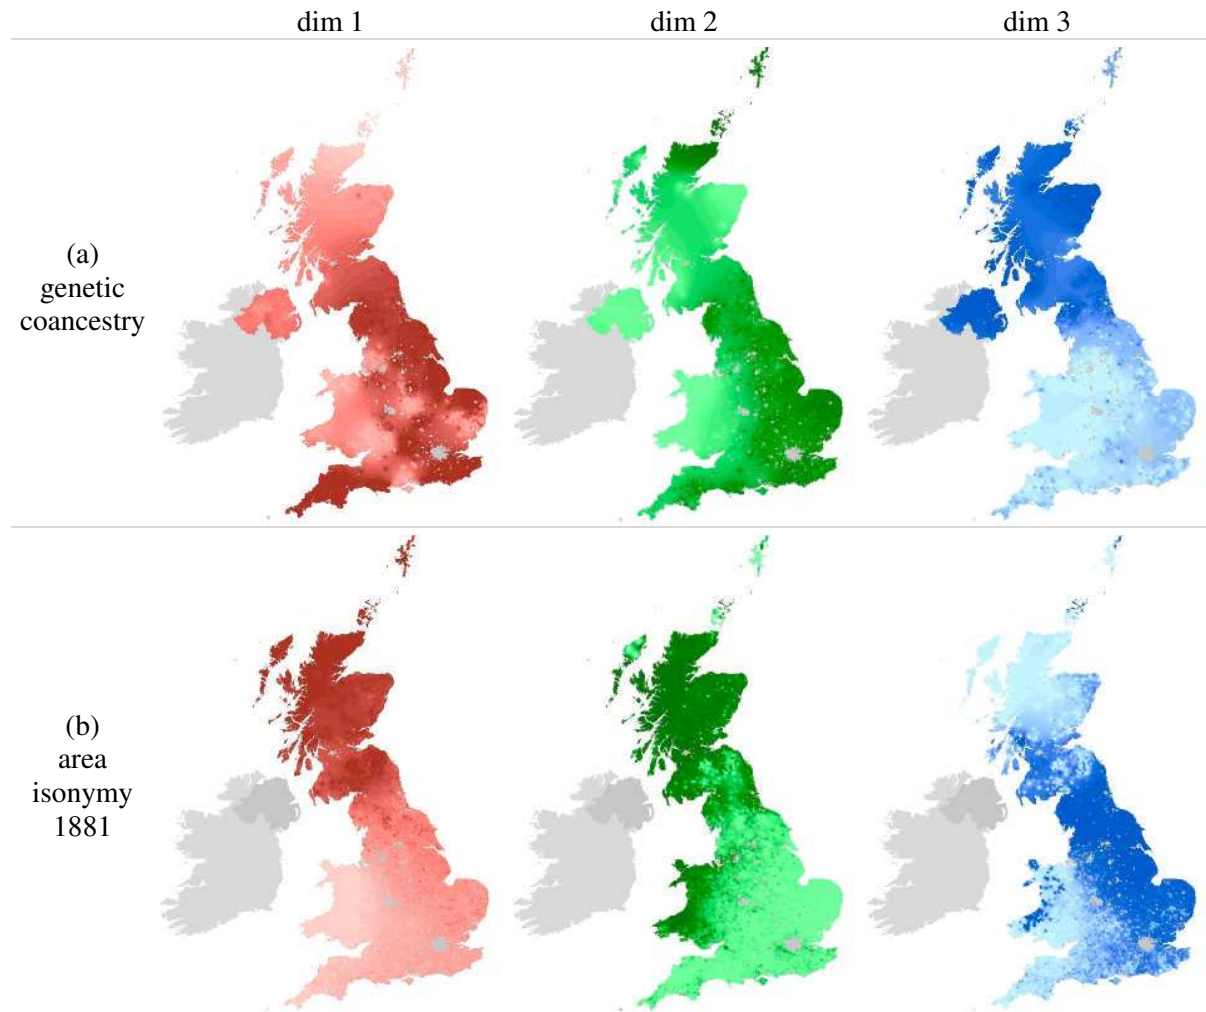 dim 1 dim 2 dim 3
(a)
genetic
coancestry
(b)
area
isonymy
1881